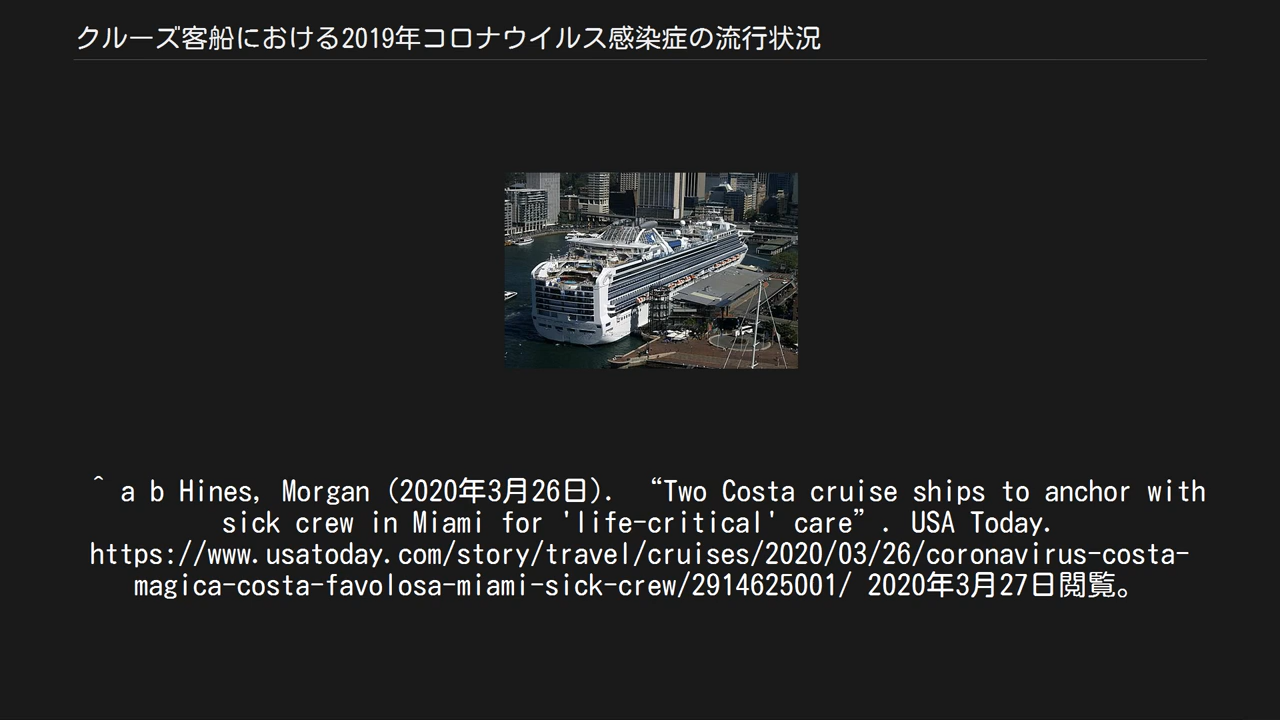 クルーズ客船における2019年コロナウイルス感染症の流行状況
^ a b Hines, Morgan (2020年3月26日). “Two Costa cruise ships to anchor with
sick crew in Miami for 'life-critical' care”. USA Today.
https://www.usatoday.com/story/travel/cruises/2020/03/26/coronavirus-costa-
magica-costa-favolosa-miami-sick-crew/2914625001/ 2020年3月27日閲覧。